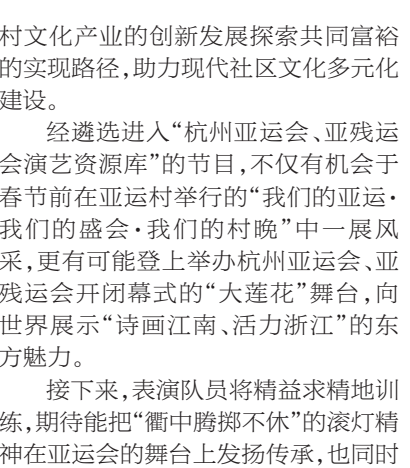 村文化产业的创新发展探索共同富裕
的实现路径,助力现代社区文化多元化
建设。
经遴选进入“杭州亚运会、亚残运
会演艺资源库”的节目,不仅有机会于
春节前在亚运村举行的“我们的亚运·
我们的盛会·我们的村晚”中一展风
采,更有可能登上举办杭州亚运会、亚
残运会开闭幕式的“大莲花”舞台,向
世界展示“诗画江南、活力浙江”的东
方魅力。
接下来,表演队员将精益求精地训
练,期待能把“衢中腾掷不休”的滚灯精
神在亚运会的舞台上发扬传承,也同时